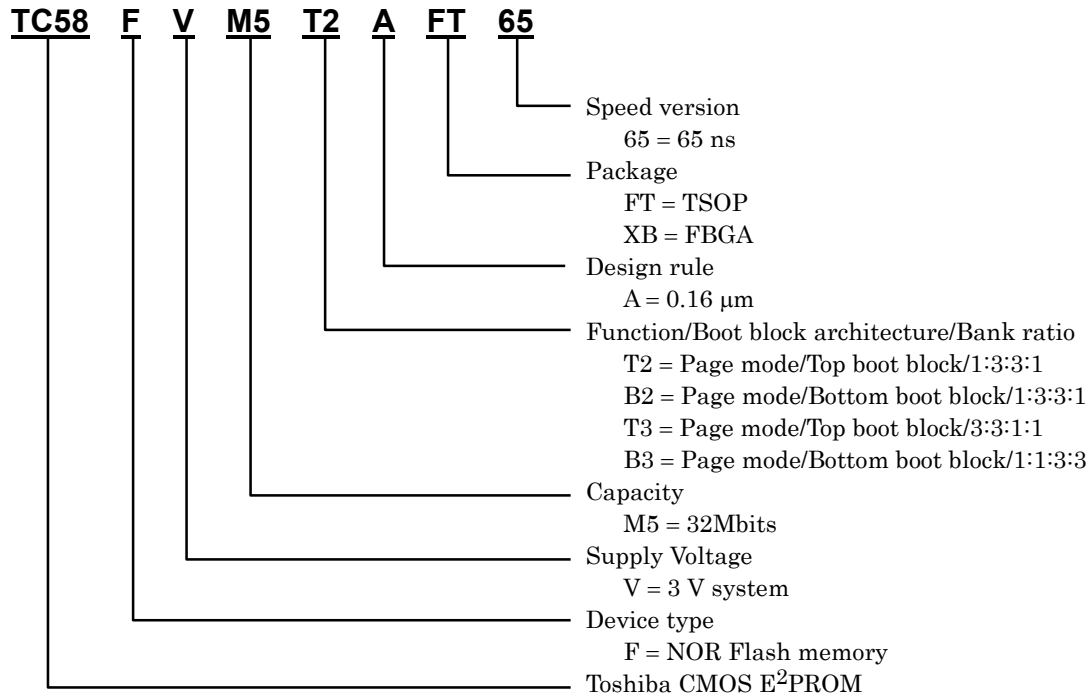 TC58 F V M5 T2 A FT 65
Speed version
65 = 65 ns
Package
FT = TSOP
XB = FBGA
Design rule
A = 0.16 μm
Function/Boot block architecture/Bank ratio
T2 = Page mode/Top boot block/1:3:3:1
B2 = Page mode/Bottom boot block/1:3:3:1
T3 = Page mode/Top boot block/3:3:1:1
B3 = Page mode/Bottom boot block/1:1:3:3
Capacity
M5 = 32Mbits
Supply Voltage
V = 3 V system
Device type
F = NOR Flash memory
Toshiba CMOS E²PROM